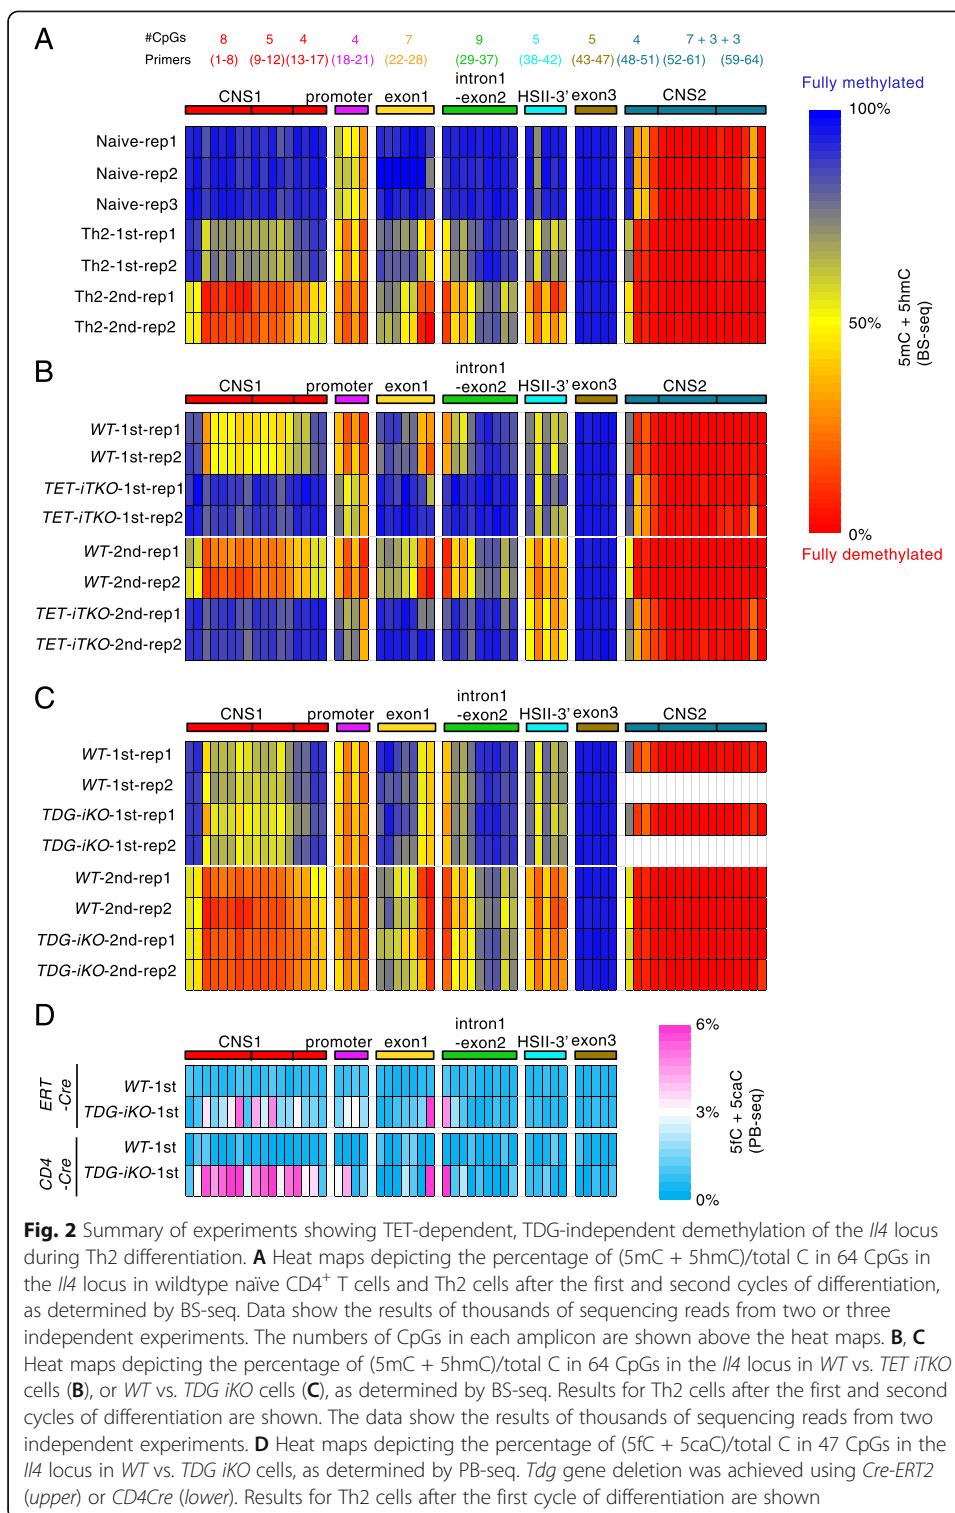 A
#CpGs 8 5 4 4 7 9 5 5 4 7 + 3 + 3
Primers (1-8) (9-12) (13-17) (18-21) (22-28) (29-37) (38-42) (43-47) (48-51) (52-61) (59-64)
intron1
CNS1 promoter exon1 -exon2 HSII-3' exon3 CNS2
Fully methylated
100%
50%
0%
Fully demethylated
5mC + 5hmC
(BS-seq)
Naive-rep1
Naive-rep2
Naive-rep3
Th2-1st-rep1
Th2-1st-rep2
Th2-2nd-rep1
Th2-2nd-rep2
B
intron1
CNS1 promoter exon1 -exon2 HSII-3' exon3 CNS2
WT-1st-rep1
WT-1st-rep2
TET-iTKO-1st-rep1
TET-iTKO-1st-rep2
WT-2nd-rep1
WT-2nd-rep2
TET-iTKO-2nd-rep1
TET-iTKO-2nd-rep2
C
intron1
CNS1 promoter exon1 -exon2 HSII-3' exon3 CNS2
WT-1st-rep1
WT-1st-rep2
TDG-iKO-1st-rep1
TDG-iKO-1st-rep2
WT-2nd-rep1
WT-2nd-rep2
TDG-iKO-2nd-rep1
TDG-iKO-2nd-rep2
D
intron1
CNS1 promoter exon1 -exon2 HSII-3' exon3
ERT
-Cre
WT-1st
TDG-iKO-1st
CD4
-Cre
WT-1st
TDG-iKO-1st
6%
3%
0%
5fC + 5caC
(PB-seq)
Fig. 2 Summary of experiments showing TET-dependent, TDG-independent demethylation of the Il4 locus
during Th2 differentiation. A Heat maps depicting the percentage of (5mC + 5hmC)/total C in 64 CpGs in
the Il4 locus in wildtype naïve CD4+ T cells and Th2 cells after the first and second cycles of differentiation,
as determined by BS-seq. Data show the results of thousands of sequencing reads from two or three
independent experiments. The numbers of CpGs in each amplicon are shown above the heat maps. B, C
Heat maps depicting the percentage of (5mC + 5hmC)/total C in 64 CpGs in the Il4 locus in WT vs. TET iTKO
cells (B), or WT vs. TDG iKO cells (C), as determined by BS-seq. Results for Th2 cells after the first and second
cycles of differentiation are shown. The data show the results of thousands of sequencing reads from two
independent experiments. D Heat maps depicting the percentage of (5fC + 5caC)/total C in 47 CpGs in the
Il4 locus in WT vs. TDG iKO cells, as determined by PB-seq. Tdg gene deletion was achieved using Cre-ERT2
(upper) or CD4Cre (lower). Results for Th2 cells after the first cycle of differentiation are shown